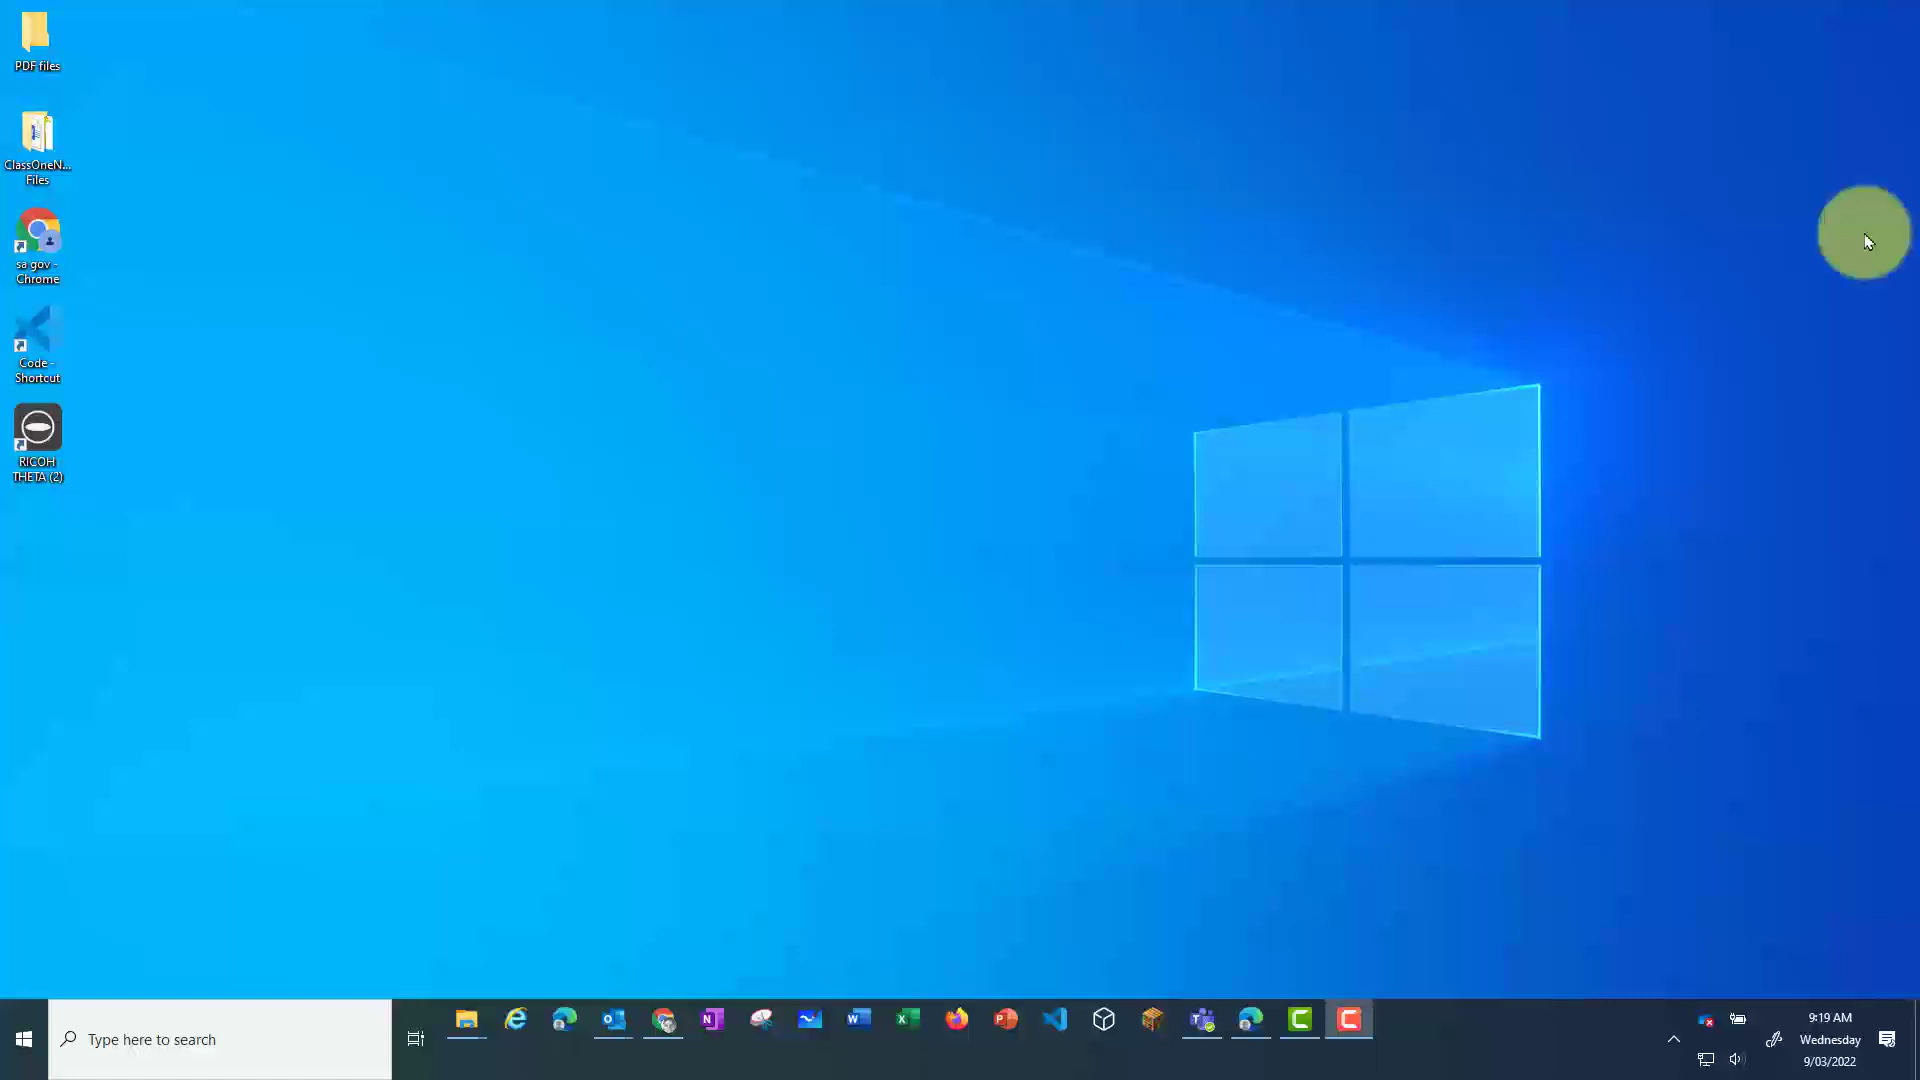 PDF files
ClassOneN...
Files
sa gov -
Chrome
Code -
Shortcut
RICOH
THETA (2)
Type here to search
9:19 AM
Wednesday
9/03/2022